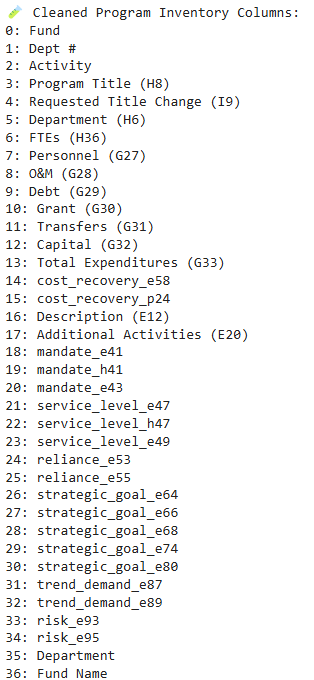 🧪 Cleaned Program Inventory Columns:
0: Fund
1: Dept #
2: Activity
3: Program Title (H8)
4: Requested Title Change (I9)
5: Department (H6)
6: FTEs (H36)
7: Personnel (G27)
8: O&M (G28)
9: Debt (G29)
10: Grant (G30)
11: Transfers (G31)
12: Capital (G32)
13: Total Expenditures (G33)
14: cost_recovery_e58
15: cost_recovery_p24
16: Description (E12)
17: Additional Activities (E20)
18: mandate_e41
19: mandate_h41
20: mandate_e43
21: service_level_e47
22: service_level_h47
23: service_level_e49
24: reliance_e53
25: reliance_e55
26: strategic_goal_e64
27: strategic_goal_e66
28: strategic_goal_e68
29: strategic_goal_e74
30: strategic_goal_e80
31: trend_demand_e87
32: trend_demand_e89
33: risk_e93
34: risk_e95
35: Department
36: Fund Name